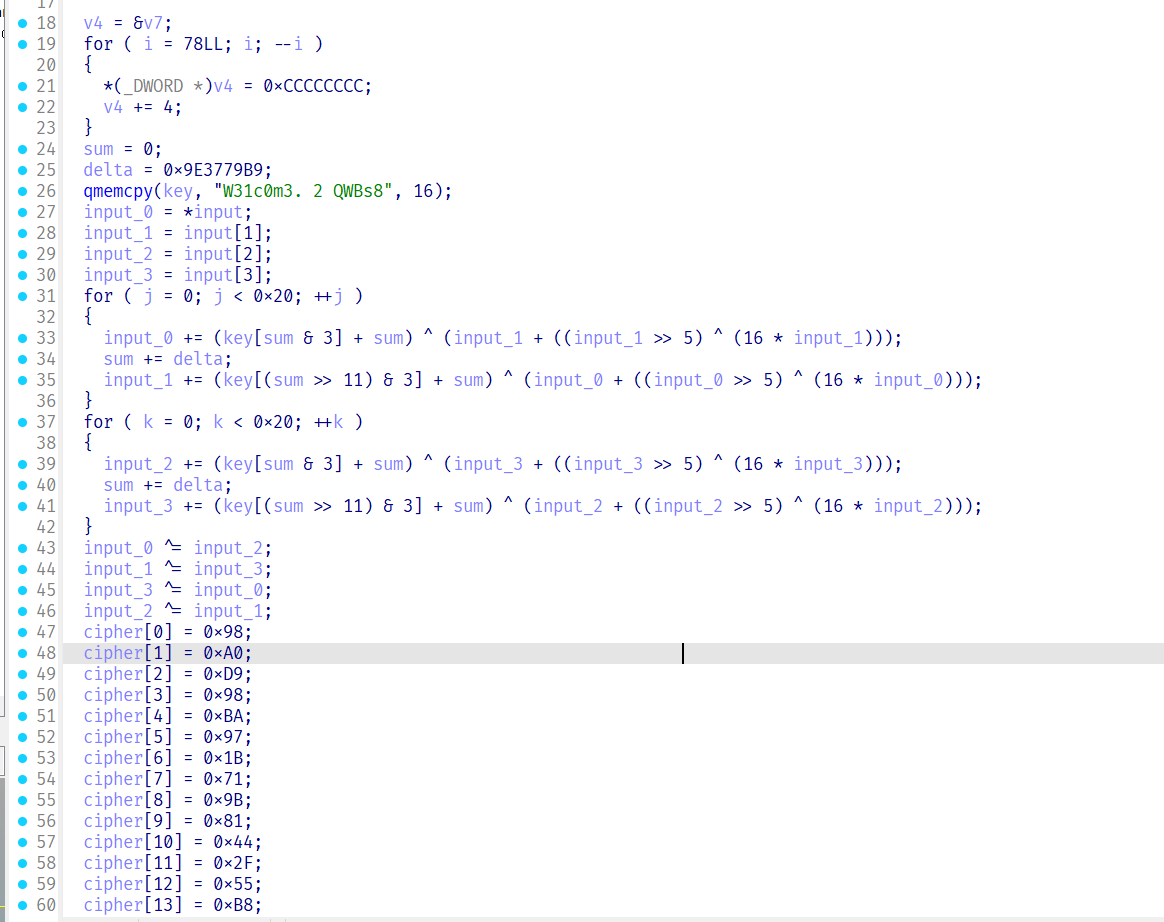 17
18 v4 = &v7;
19 for ( i = 78LL; i; --i )
20 {
21 *(_DWORD *)v4 = 0xCCCCCCCC;
22 v4 += 4;
23 }
24 sum = 0;
25 delta = 0x9E3779B9;
26 qmemcpy(key, "W31c0m3. 2 QWBs8", 16);
27 input_0 = *input;
28 input_1 = input[1];
29 input_2 = input[2];
30 input_3 = input[3];
31 for ( j = 0; j < 0x20; ++j )
32 {
33 input_0 += (key[sum & 3] + sum) ^ (input_1 + ((input_1 >> 5) ^ (16 * input_1)));
34 sum += delta;
35 input_1 += (key[(sum >> 11) & 3] + sum) ^ (input_0 + ((input_0 >> 5) ^ (16 * input_0)));
36 }
37 for ( k = 0; k < 0x20; ++k )
38 {
39 input_2 += (key[sum & 3] + sum) ^ (input_3 + ((input_3 >> 5) ^ (16 * input_3)));
40 sum += delta;
41 input_3 += (key[(sum >> 11) & 3] + sum) ^ (input_2 + ((input_2 >> 5) ^ (16 * input_2)));
42 }
43 input_0 ^= input_2;
44 input_1 ^= input_3;
45 input_3 ^= input_0;
46 input_2 ^= input_1;
47 cipher[0] = 0x98;
48 cipher[1] = 0xA0;
49 cipher[2] = 0xD9;
50 cipher[3] = 0x98;
51 cipher[4] = 0xBA;
52 cipher[5] = 0x97;
53 cipher[6] = 0x1B;
54 cipher[7] = 0x71;
55 cipher[8] = 0x9B;
56 cipher[9] = 0x81;
57 cipher[10] = 0x44;
58 cipher[11] = 0x2F;
59 cipher[12] = 0x55;
60 cipher[13] = 0xB8;